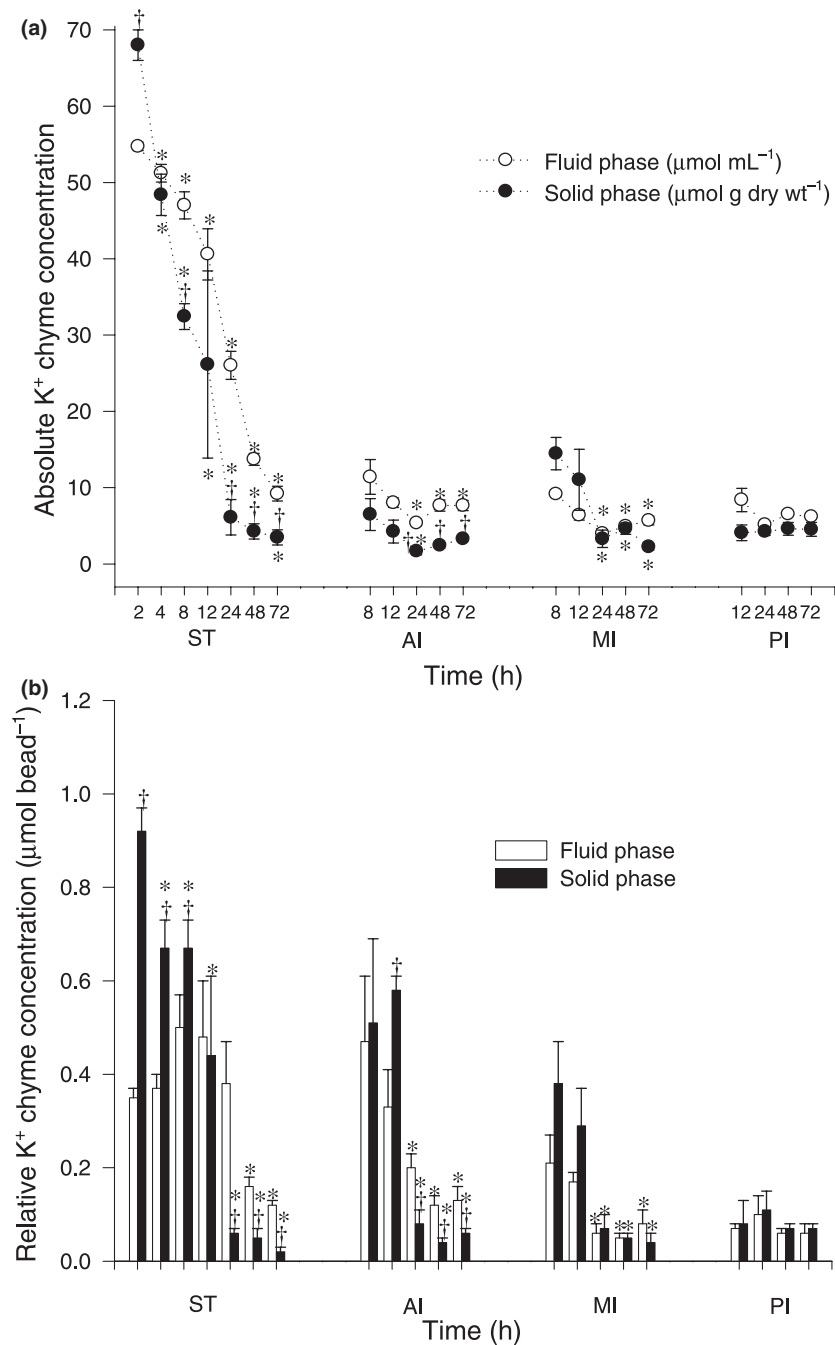 (a)
70
60
50
40
30
20
10
0
Absolute K⁺ chyme concentration
Fluid phase (μmol mL⁻¹)
Solid phase (μmol g dry wt⁻¹)
2 4 8 12 24 48 72
8 12 24 48 72
8 12 24 48 72
12 24 48 72
ST AI MI PI
Time (h)
(b)
1.2
1.0
0.8
0.6
0.4
0.2
0.0
Relative K⁺ chyme concentration (μmol bead⁻¹)
Fluid phase
Solid phase
ST AI MI PI
Time (h)